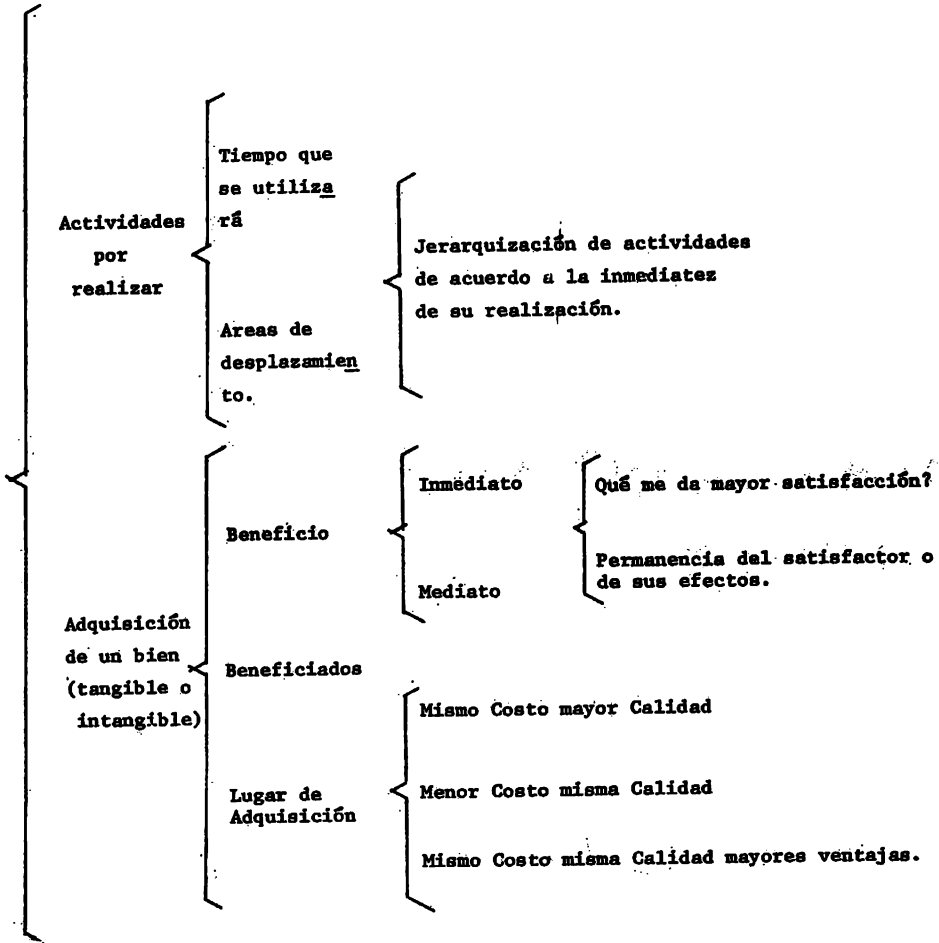 Actividades
por
realizar
Tiempo que
se utiliza
rá
Areas de
desplazamien
to.
Jerarquización de actividades
de acuerdo a la inmediatez
de su realización.
Adquisición
de un bien
(tangible o
intangible)
Beneficio
Inmediato
Mediato
Qué me da mayor satisfacción?
Permanencia del satisfactor o
de sus efectos.
Beneficiados
Lugar de
Adquisición
Mismo Costo mayor Calidad
Menor Costo misma Calidad
Mismo Costo misma Calidad mayores ventajas.